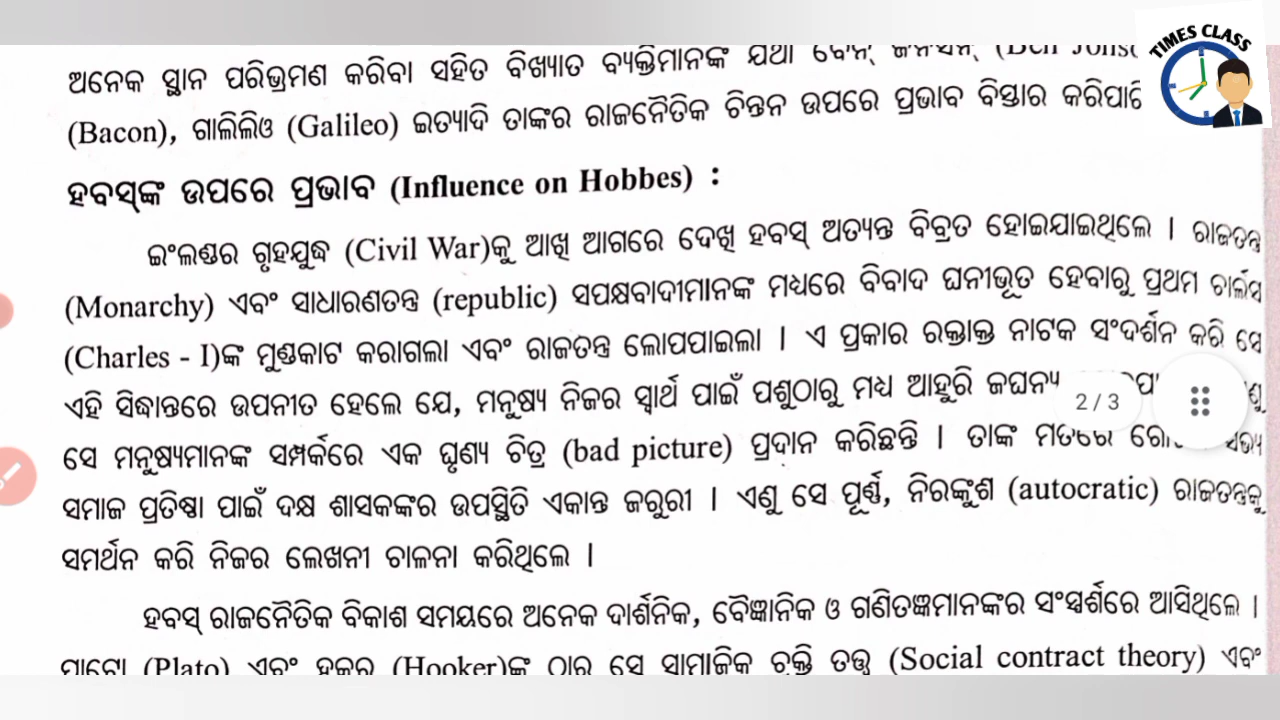 ଅନେକ ସ୍ଥାନ ପରିଭ୍ରମଣ କରିବା ସହିତ ବିଖ୍ୟାତ ବ୍ୟକ୍ତିମାନଙ୍କ ଯଥା ବେନ୍ ଜନସନ୍
(Bacon), ଗାଲିଲିଓ (Galileo) ଇତ୍ୟାଦି ତାଙ୍କର ରାଜନୈତିକ ଚିନ୍ତନ ଉପରେ ପ୍ରଭାବ ବିସ୍ତାର
TIMES CLASS
ହବସ୍‌ଙ୍କ ଉପରେ ପ୍ରଭାବ (Influence on Hobbes) :
ଇଂଲଣ୍ଡର ଗୃହଯୁଦ୍ଧ (Civil War)କୁ ଆଖି ଆଗରେ ଦେଖି ହବସ୍ ଅତ୍ୟନ୍ତ ବିବ୍ରତ ହୋଇଯାଇଥିଲେ । ରାଜତନ୍ତ୍ର
(Monarchy) ଏବଂ ସାଧାରଣତନ୍ତ୍ର (republic) ସପକ୍ଷବାଦୀମାନଙ୍କ ମଧ୍ୟରେ ବିବାଦ ଘନୀଭୂତ ହେବାରୁ ପ୍ରଥମ ଚାର୍ଲସ
(Charles - I)ଙ୍କ ମୁଣ୍ଡକାଟ କରାଗଲା ଏବଂ ରାଜତନ୍ତ୍ର ଲୋପପାଇଲା । ଏ ପ୍ରକାର ରକ୍ତାକ୍ତ ନାଟକ ସଂଦର୍ଶନ କରି ସେ
ଏହି ସିଦ୍ଧାନ୍ତରେ ଉପନୀତ ହେଲେ ଯେ, ମନୁଷ୍ୟ ନିଜର ସ୍ୱାର୍ଥ ପାଇଁ ପଶୁଠାରୁ ମଧ୍ୟ ଆହୁରି ଜଘନ୍ୟ
2 / 3
ସେ ମନୁଷ୍ୟମାନଙ୍କ ସମ୍ପର୍କରେ ଏକ ଘୃଣ୍ୟ ଚିତ୍ର (bad picture) ପ୍ରଦାନ କରିଛନ୍ତି । ତାଙ୍କ ମତରେ
ସମାଜ ପ୍ରତିଷ୍ଠା ପାଇଁ ଦକ୍ଷ ଶାସକଙ୍କର ଉପସ୍ଥିତି ଏକାନ୍ତ ଜରୁରୀ । ଏଣୁ ସେ ପୂର୍ଣ୍ଣ, ନିରଙ୍କୁଶ (autocratic) ରାଜତନ୍ତ୍ରକୁ
ସମର୍ଥନ କରି ନିଜର ଲେଖନୀ ଚାଳନା କରିଥିଲେ ।
ହବସ୍ ରାଜନୈତିକ ବିକାଶ ସମୟରେ ଅନେକ ଦାର୍ଶନିକ, ବୈଜ୍ଞାନିକ ଓ ଗଣିତଜ୍ଞମାନଙ୍କର ସଂସ୍ପର୍ଶରେ ଆସିଥିଲେ ।
ପ୍ଲାଟୋ (Plato) ଏବଂ ହୁକର (Hooker)ଙ୍କ ଠାରୁ ସେ ସାମାଜିକ ଚୁକ୍ତି ତତ୍ତ୍ୱ (Social contract theory) ଏବଂ